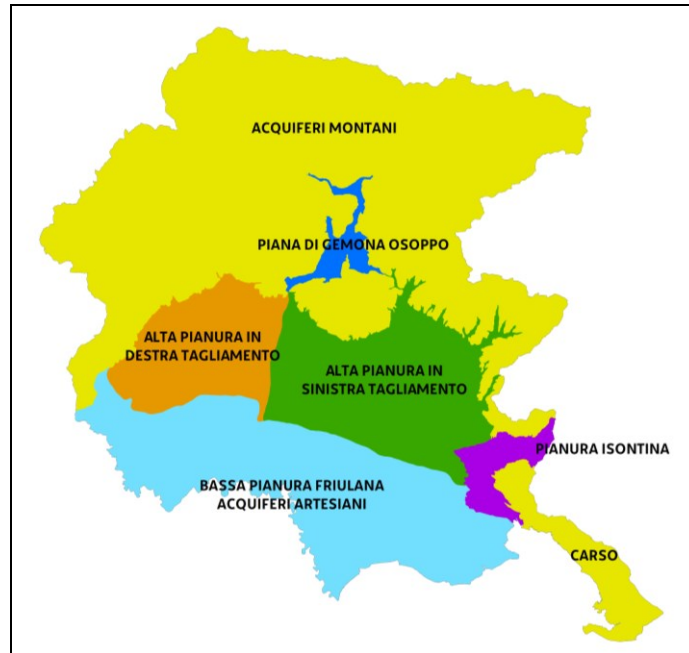 ACQUIFERI MONTANI
PIANA DI GEMONA OSOPPO
ALTA PIANURA IN
DESTRA TAGLIAMENTO
ALTA PIANURA IN
SINISTRA TAGLIAMENTO
PIANURA ISONTINA
BASSA PIANURA FRIULANA
ACQUIFERI ARTESIANI
CARSO